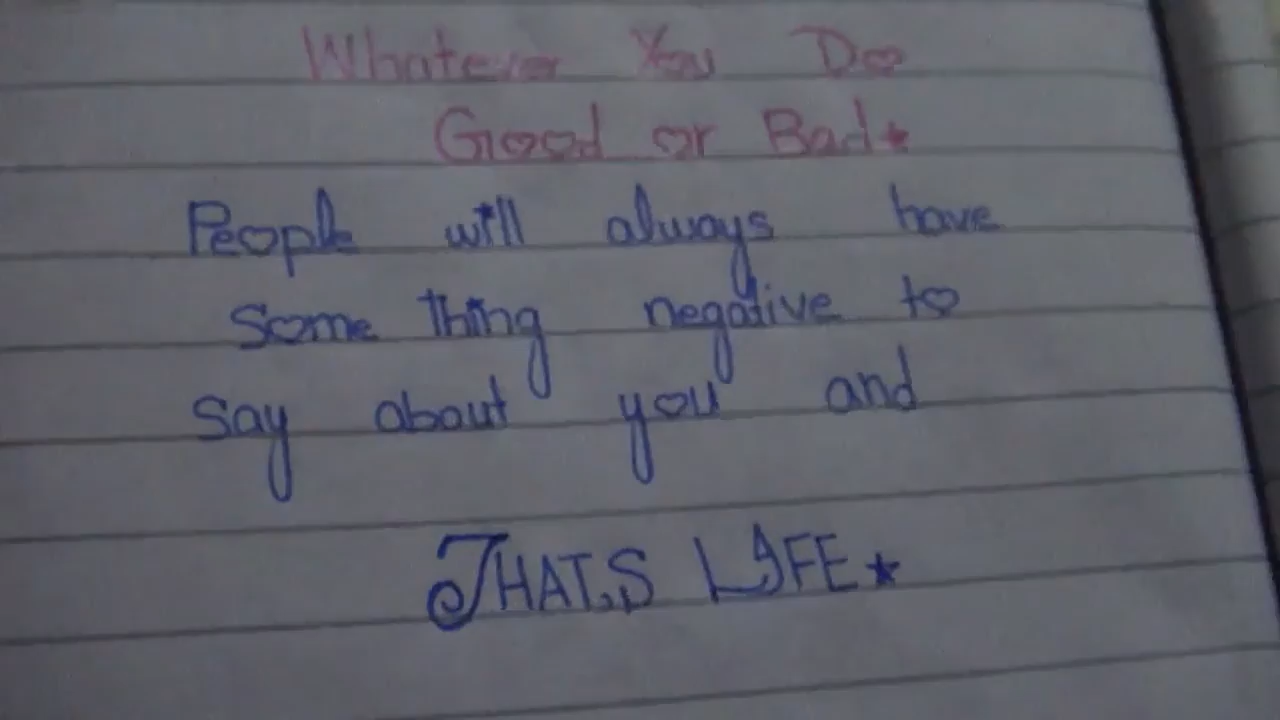 Whatever You Do
Good or Bad★
People will always have
Some thing negative to
say about you and
THAT,S LIFE★